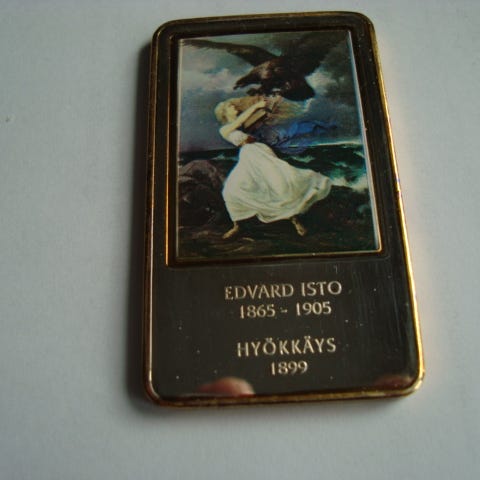 EDVARD ISTO
1865 - 1905
HYÖKKÄYS
1899